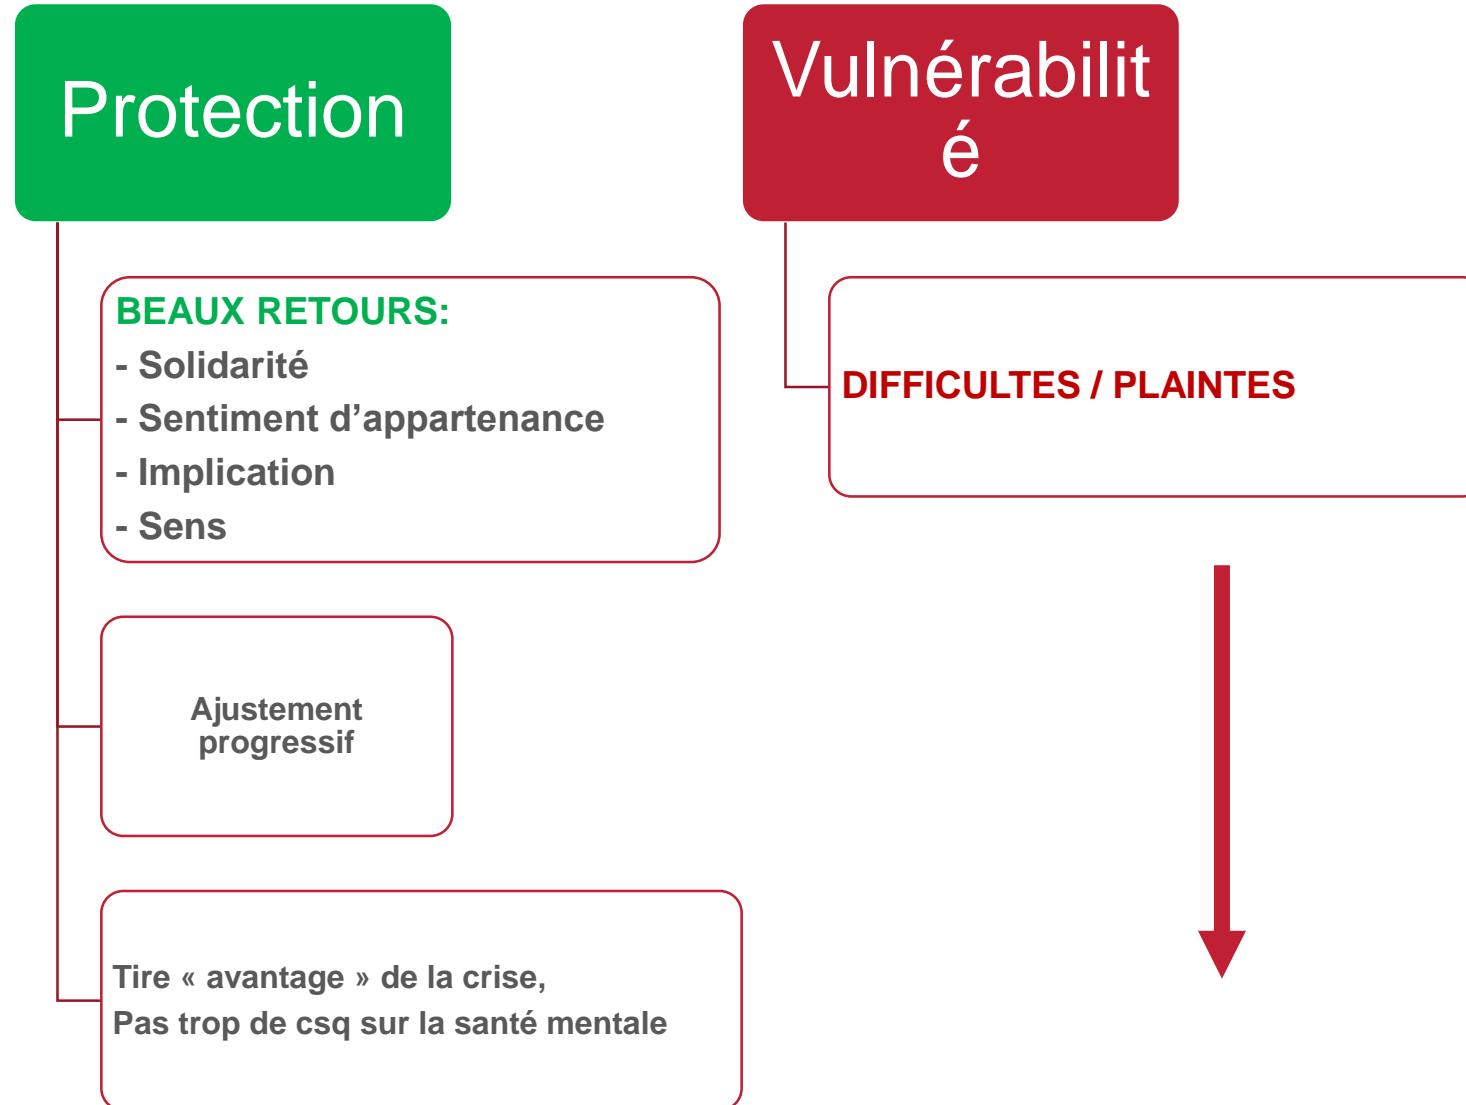 Protection
BEAUX RETOURS:
- Solidarité
- Sentiment d’appartenance
- Implication
- Sens
Ajustement
progressif
Tire « avantage » de la crise,
Pas trop de csq sur la santé mentale
Vulnérabilit
é
DIFFICULTES / PLAINTES